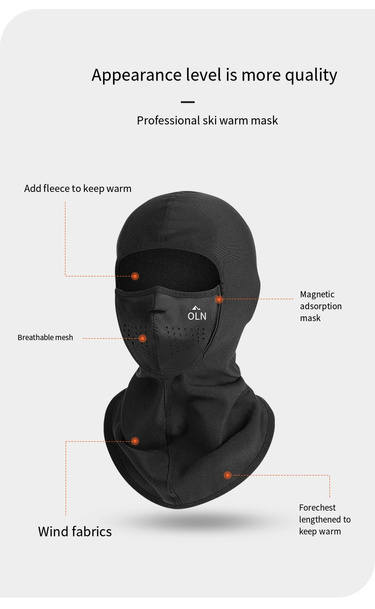 Appearance level is more quality
Professional ski warm mask
Add fleece to keep warm
Magnetic
adsorption
mask
OLN
Breathable mesh
Wind fabrics
Forechest
lengthened to
keep warm